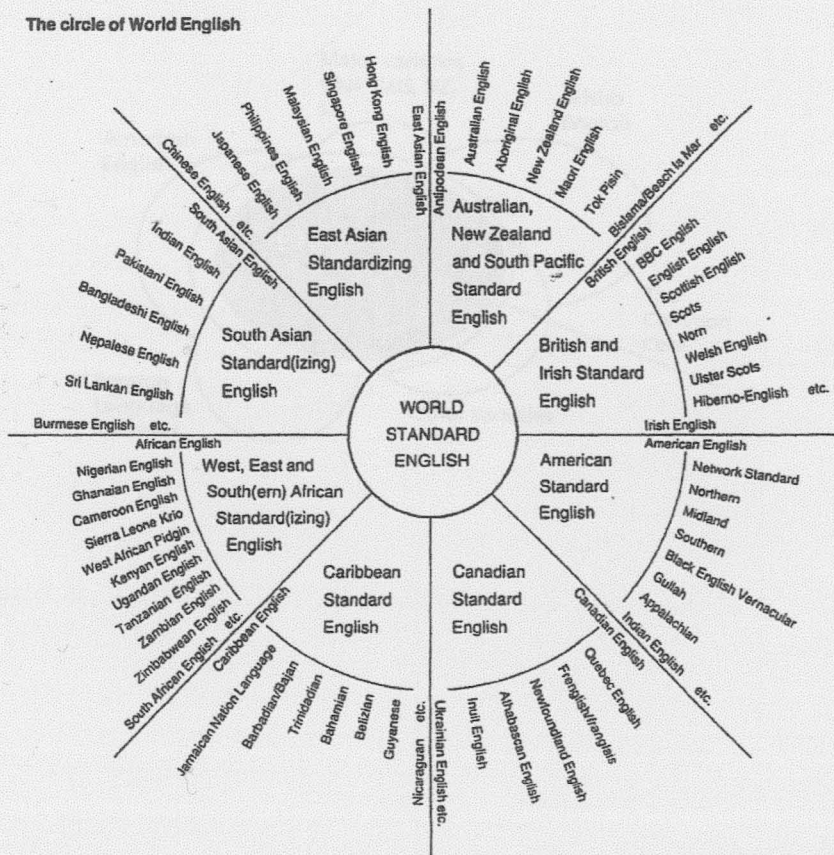 The circle of World English
WORLD
STANDARD
ENGLISH
East Asian
Standardizing
English
East Asian English
Hong Kong English
Singapore English
Malaysian English
Philippines English
Japanese English
Chinese English etc.
Australian,
New Zealand
and South Pacific
Standard
English
Antipodean English
Australian English
Aboriginal English
New Zealand English
Maori English
Tok Pisin
Bislama/Beach la Mar etc.
British and
Irish Standard
English
British English
BBC English
English English
Scottish English
Scots
Norn
Welsh English
Ulster Scots
Hiberno-English etc.
Irish English
American
Standard
English
American English
Network Standard
Northern
Midland
Southern
Black English Vernacular
Gullah
Appalachian
Indian English etc.
Canadian
Standard
English
Canadian English
Quebec English
Frenglish/franglais
Newfoundland English
Athabascan English
Inuit English
Ukrainian English etc.
Caribbean
Standard
English
Caribbean English
Jamaican Nation Language
Barbadian/Bajan
Trinidadian
Bahamian
Belizian
Guyanese
Nicaraguan etc.
West, East and
South(ern) African
Standard(izing)
English
African English
Nigerian English
Ghanaian English
Cameroon English
Sierra Leone Krio
West African Pidgin
Kenyan English
Ugandan English
Tanzanian English
Zambian English
Zimbabwean English
South African English etc.
South Asian
Standard(izing)
English
South Asian English
Indian English
Pakistani English
Bangladeshi English
Nepalese English
Sri Lankan English
Burmese English etc.